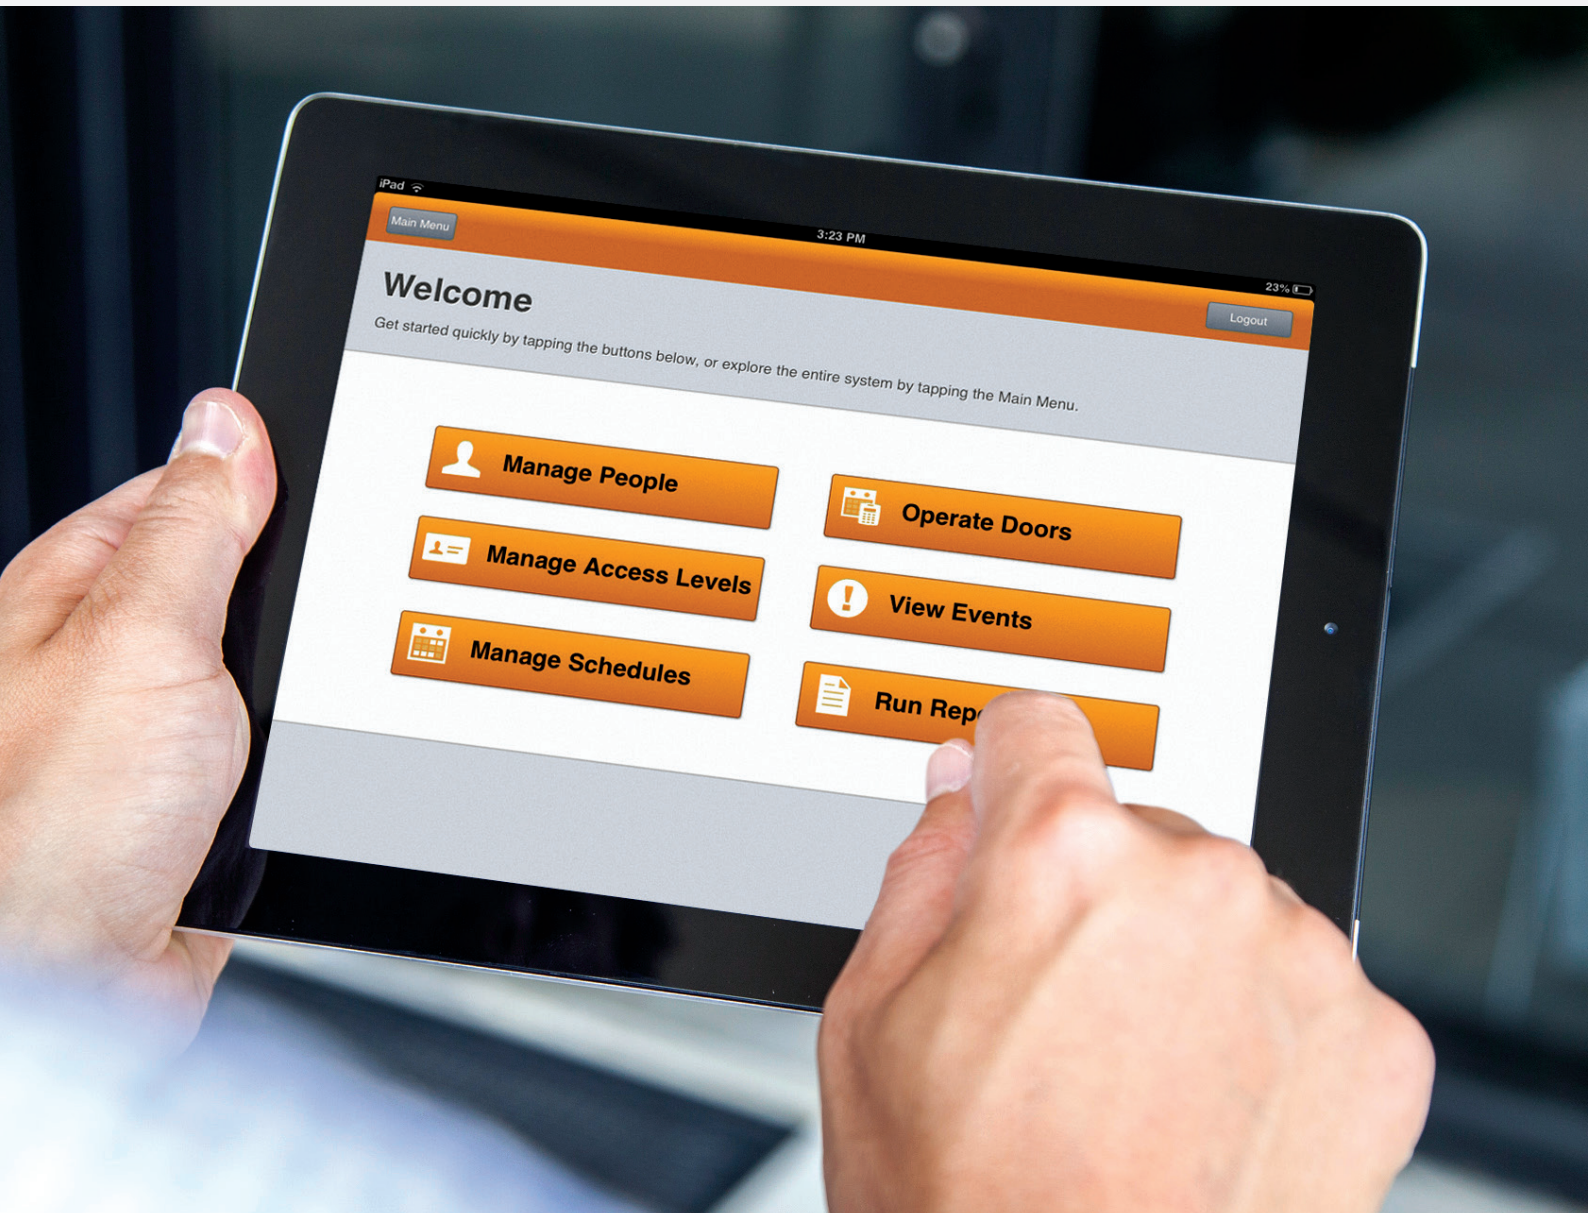 iPad
3:23 PM
23%
Main Menu
Logout
Welcome
Get started quickly by tapping the buttons below, or explore the entire system by tapping the Main Menu.
Manage People
Operate Doors
Manage Access Levels
View Events
Manage Schedules
Run